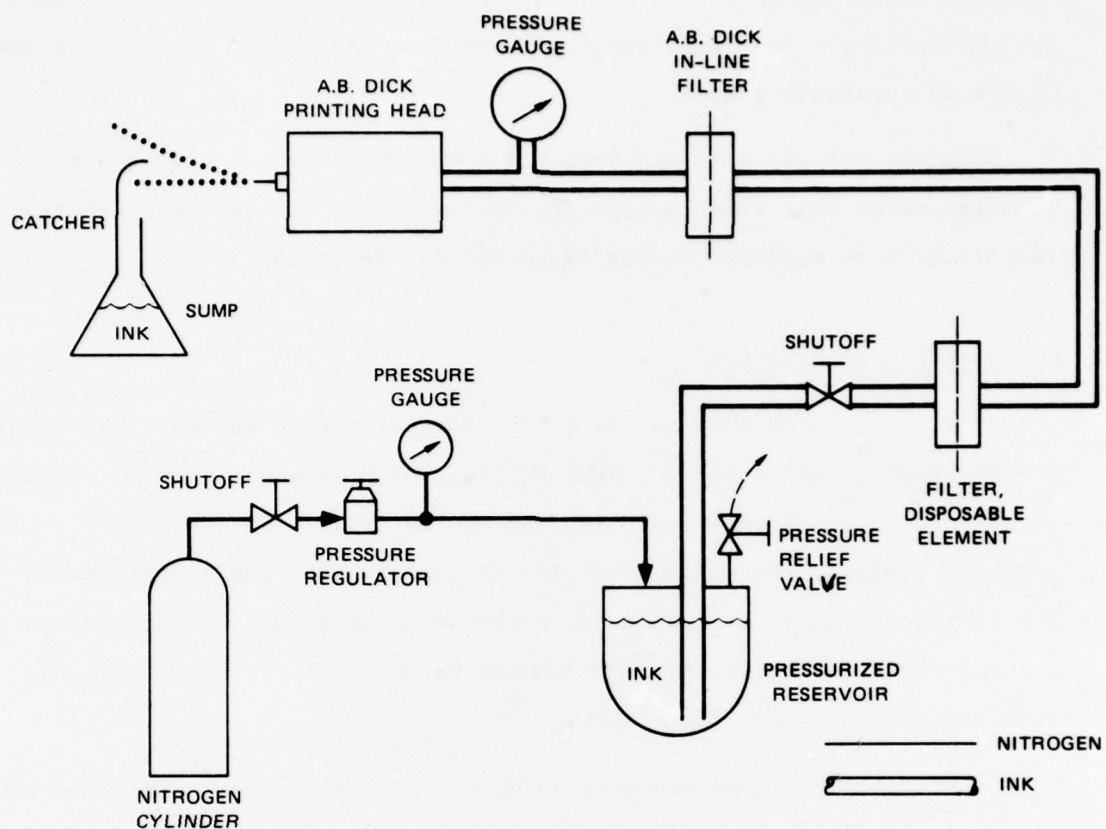 PRESSURE
GAUGE
A.B. DICK
IN-LINE
FILTER
A.B. DICK
PRINTING HEAD
CATCHER
SUMP
INK
SHUTOFF
PRESSURE
GAUGE
SHUTOFF
FILTER,
DISPOSABLE
ELEMENT
PRESSURE
REGULATOR
PRESSURE
RELIEF
VALVE
INK
PRESSURIZED
RESERVOIR
NITROGEN
INK
NITROGEN
CYLINDER